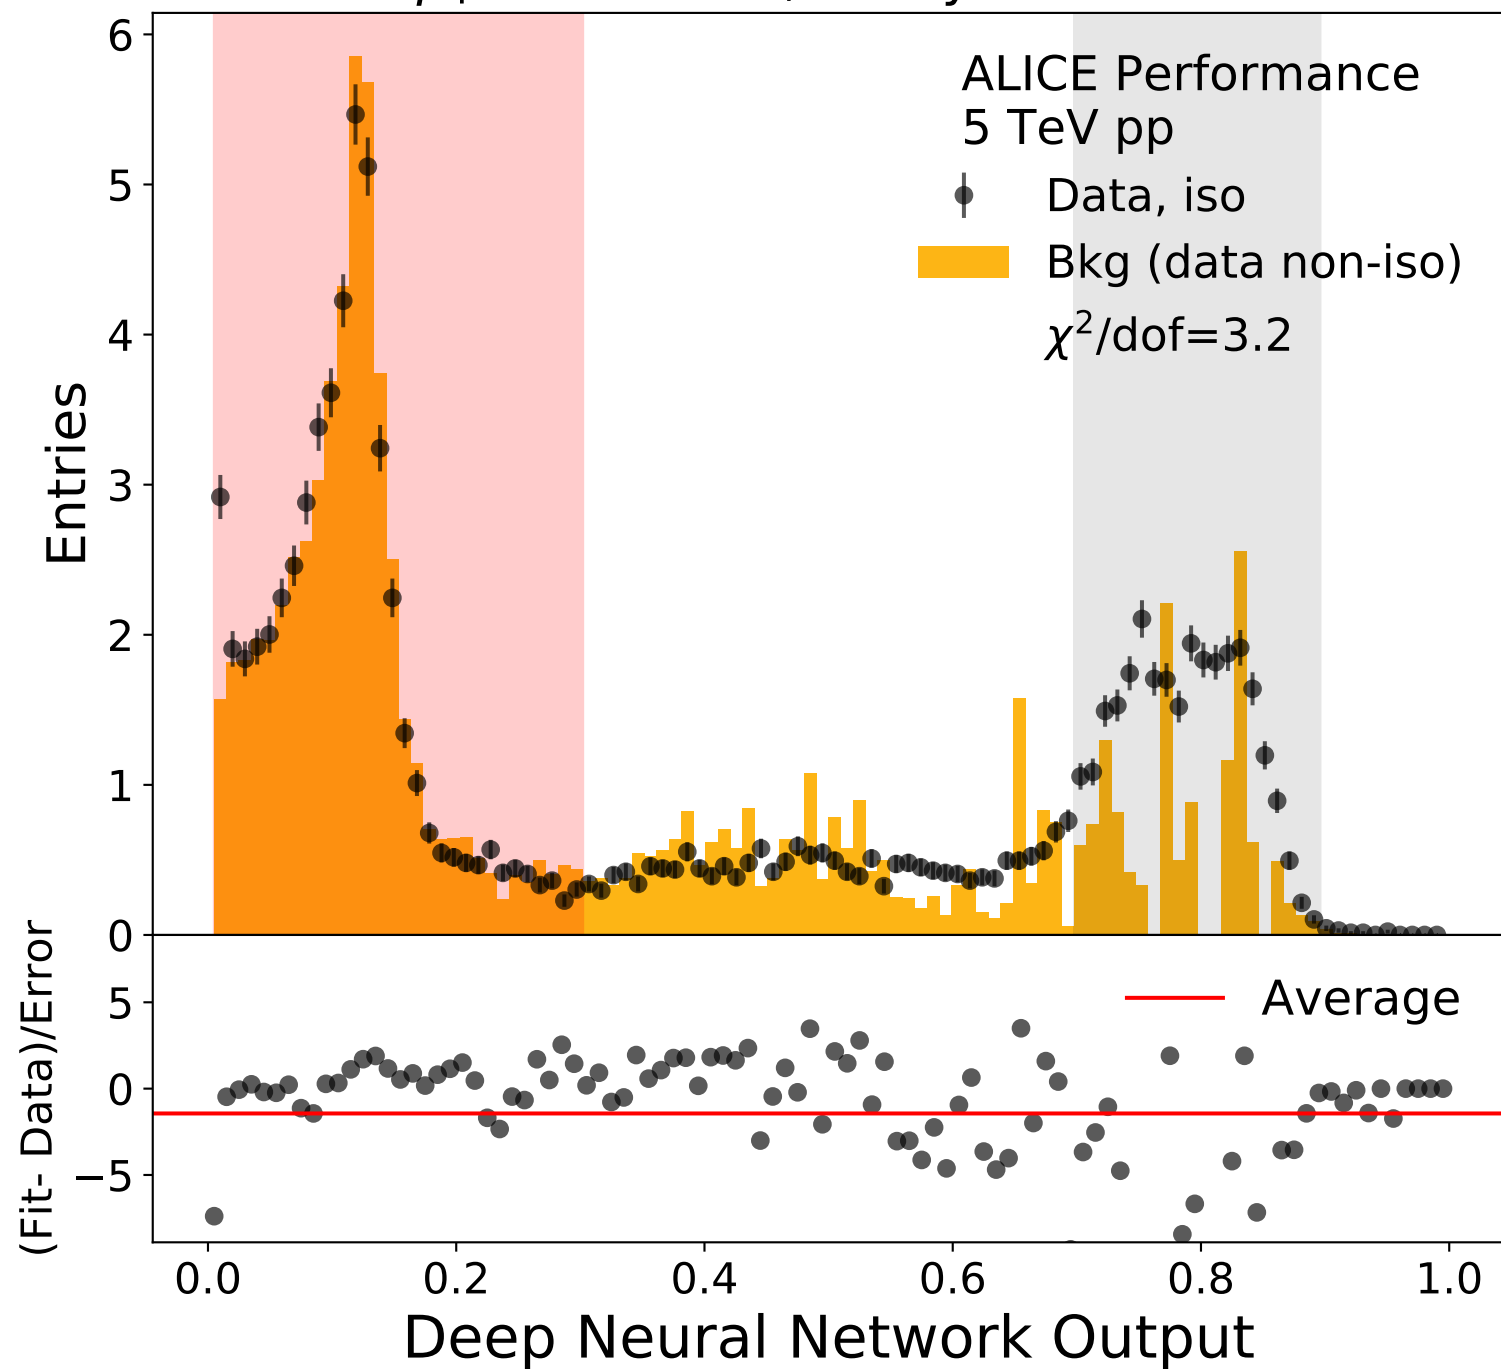 ALICE Performance
5 TeV pp
Data, iso
Bkg (data non-iso)
χ²/dof=3.2
Entries
6
5
4
3
2
1
0
Average
(Fit- Data)/Error
5
0
−5
0.0 0.2 0.4 0.6 0.8 1.0
Deep Neural Network Output